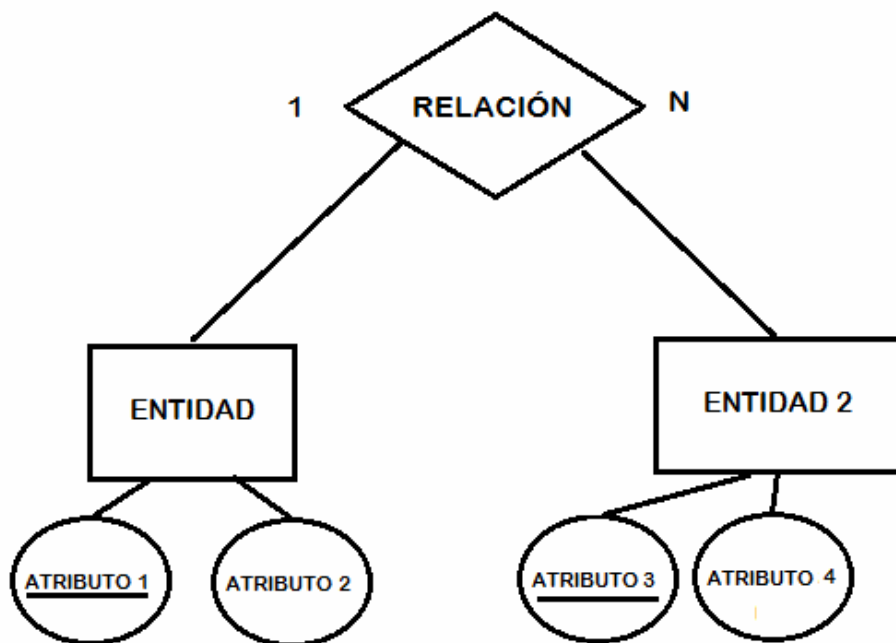 1
RELACIÓN
N
ENTIDAD
ENTIDAD 2
ATRIBUTO 1
ATRIBUTO 2
ATRIBUTO 3
ATRIBUTO 4